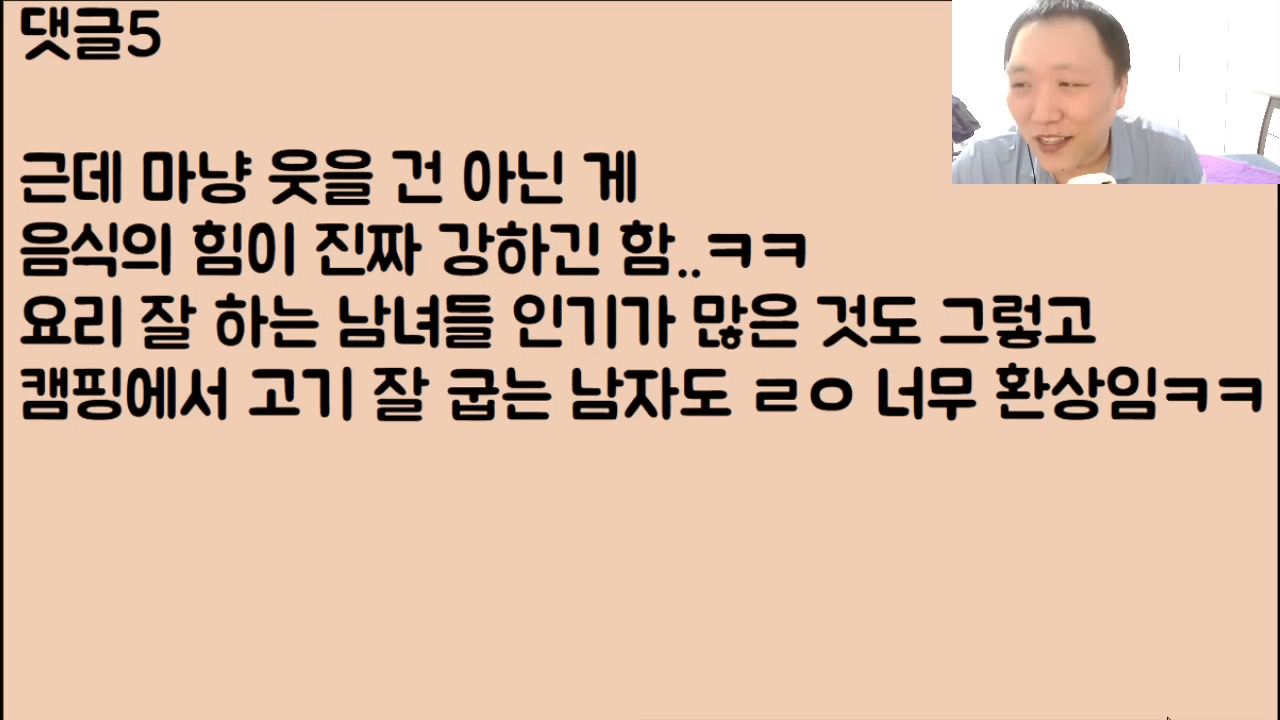 댓글5
근데 마냥 웃을 건 아닌 게
음식의 힘이 진짜 강하긴 함..ㅋㅋ
요리 잘 하는 남녀들 인기가 많은 것도 그렇고
캠핑에서 고기 잘 굽는 남자도 ㄹㅇ 너무 환상임ㅋㅋ